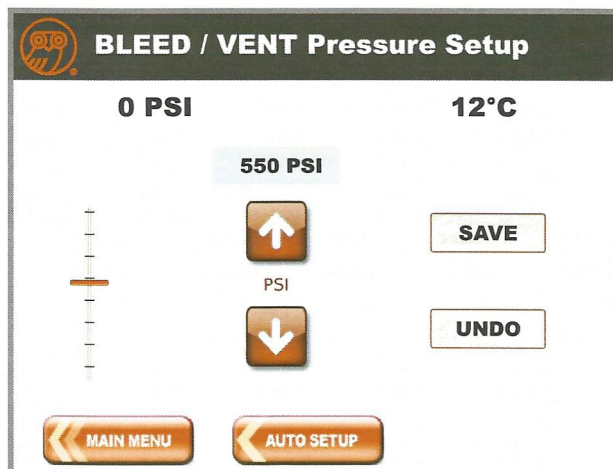 BLEED / VENT Pressure Setup
0 PSI 12°C
550 PSI
SAVE
PSI
UNDO
MAIN MENU AUTO SETUP